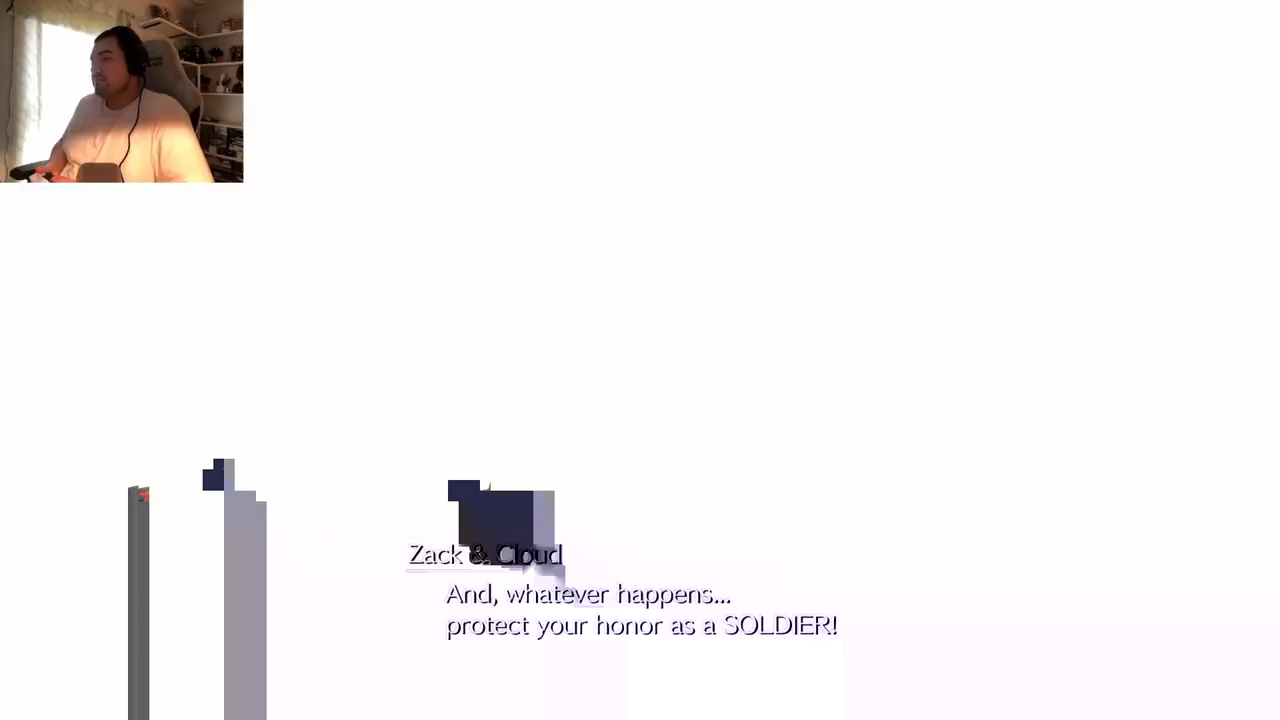 Zack & Cloud
And, whatever happens...
protect your honor as a SOLDIER!